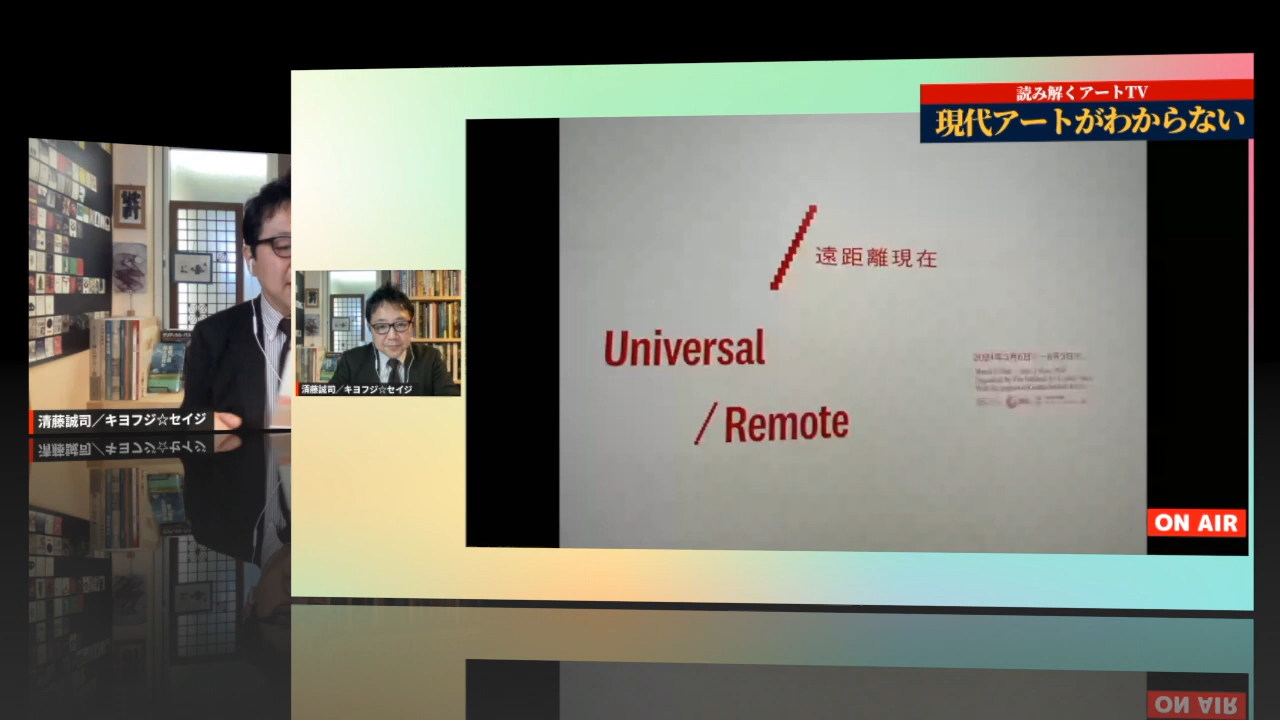 読み解くアートTV
現代アートがわからない
遠距離現在
Universal
/ Remote
清藤誠司／キヨフジ☆セイジ
清藤誠司／キヨフジ☆セイジ
ON AIR